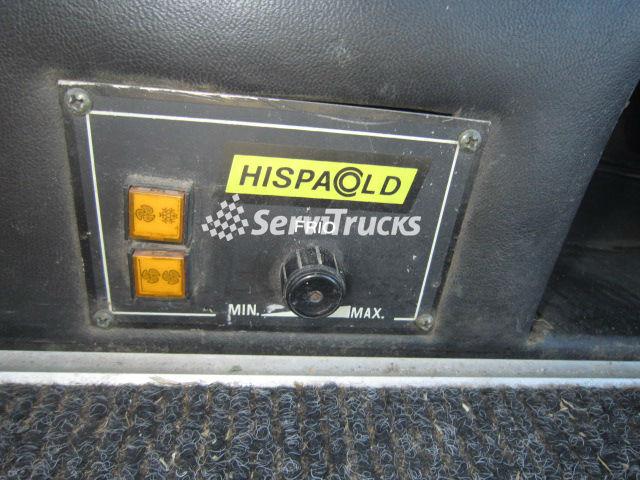 HISPACOLD
ServiTrucks
FRIO
MIN. MAX.